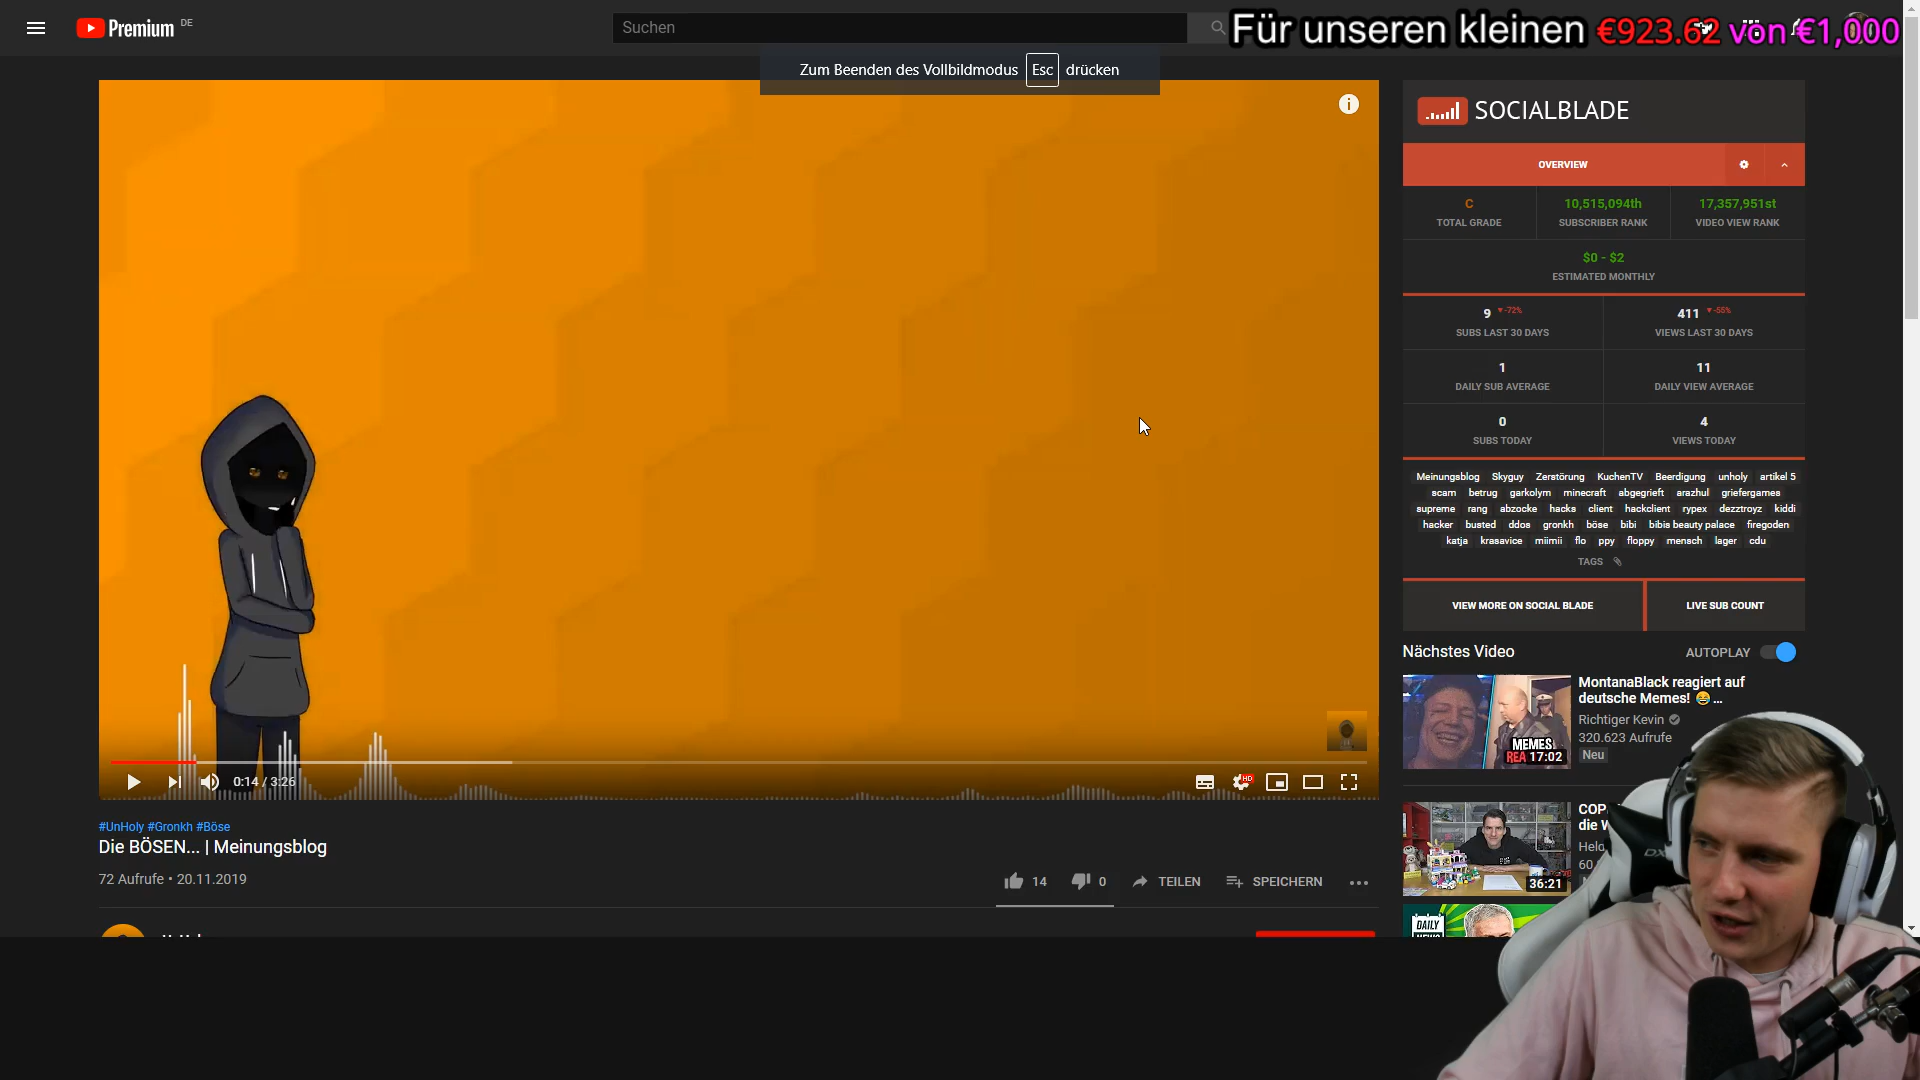 Premium DE
Suchen
Für unseren kleinen €923.62 von €1,000
Zum Beenden des Vollbildmodus Esc drücken
i
SOCIALBLADE
OVERVIEW
C 10,515,094th 17,357,951st
TOTAL GRADE SUBSCRIBER RANK VIDEO VIEW RANK
$0 - $2
ESTIMATED MONTHLY
9 ▼-72% 411 ▼-55%
SUBS LAST 30 DAYS VIEWS LAST 30 DAYS
1 11
DAILY SUB AVERAGE DAILY VIEW AVERAGE
0 4
SUBS TODAY VIEWS TODAY
Meinungsblog Skyguy Zerstörung KuchenTV Beerdigung unholy artikel 5
scam betrug garkolym minecraft abgegrieft arazhul griefergames
supreme rang abzocke hacks client hackclient rypex dezztroyz kiddi
hacker busted ddos gronkh böse bibi bibis beauty palace firegoden
katja krasavice miimii flo ppy floppy mensch lager cdu
TAGS
VIEW MORE ON SOCIAL BLADE LIVE SUB COUNT
Nächstes Video AUTOPLAY
MontanaBlack reagiert auf
deutsche Memes! 😂 ...
Richtiger Kevin
320.623 Aufrufe
Neu
MEMES
REA 17:02
die
36:21
DAILY
0:14 / 3:26
HD
#UnHoly #Gronkh #Böse
Die BÖSEN... | Meinungsblog
72 Aufrufe • 20.11.2019
14 0 TEILEN SPEICHERN